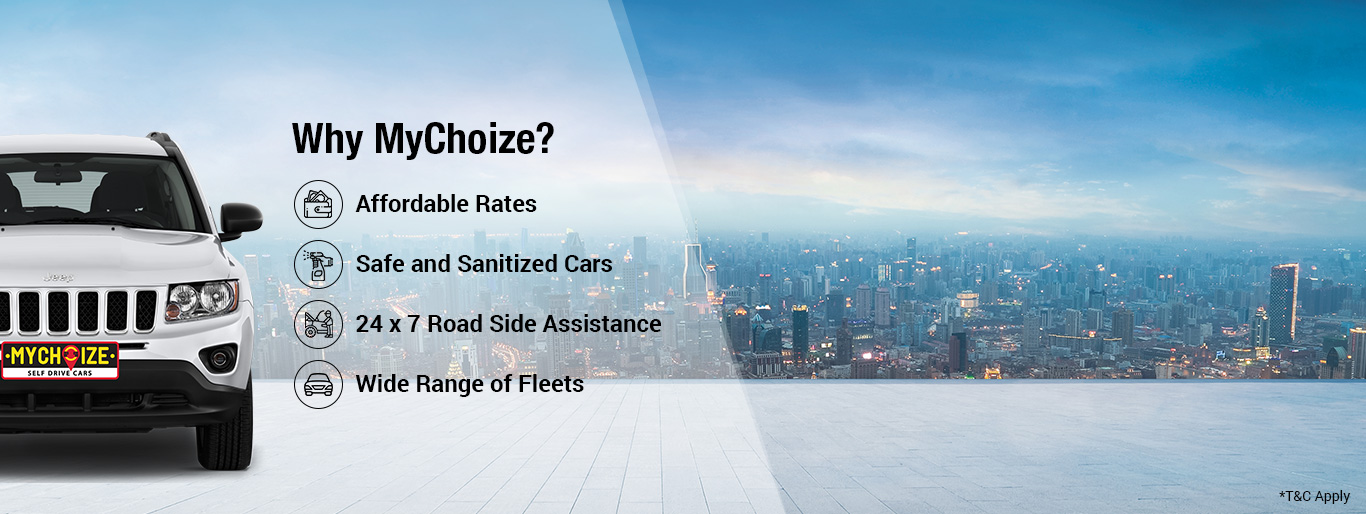 Why MyChoize?
Affordable Rates
Safe and Sanitized Cars
24 x 7 Road Side Assistance
Wide Range of Fleets
Jeep
MYCHOIZE
SELF DRIVE CARS
*T&C Apply